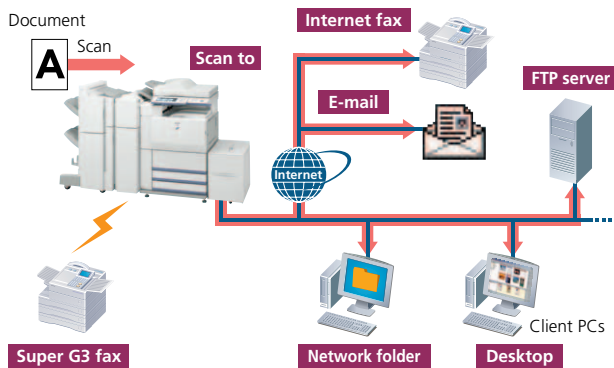 Document
Scan
A
Scan to
Internet fax
E-mail
FTP server
Internet
Super G3 fax
Network folder
Desktop
Client PCs